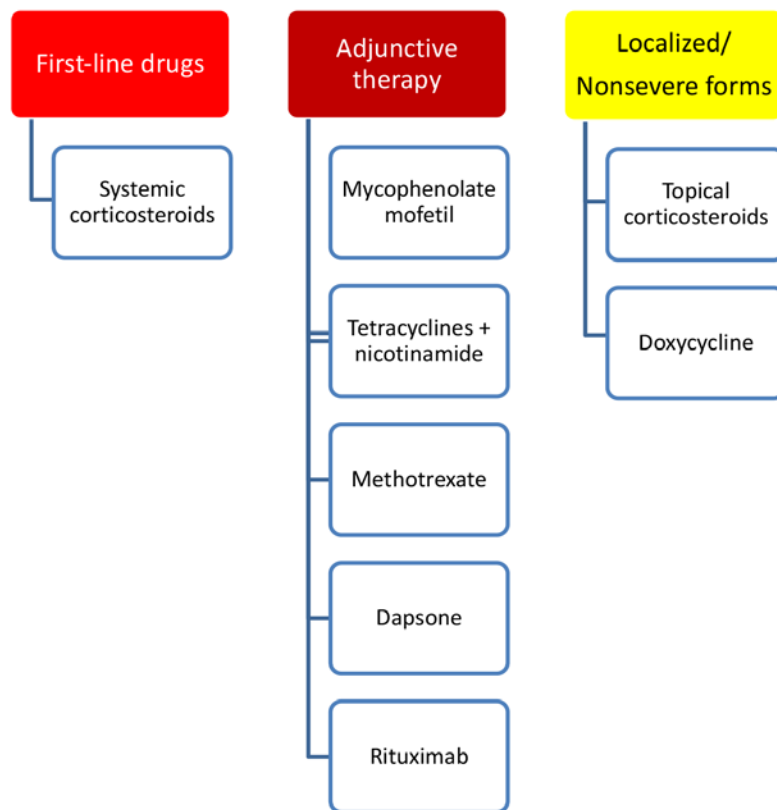 First-line drugs
Systemic
corticosteroids
Adjunctive
therapy
Mycophenolate
mofetil
Tetracyclines +
nicotinamide
Methotrexate
Dapsone
Rituximab
Localized/
Nonsevere forms
Topical
corticosteroids
Doxycycline